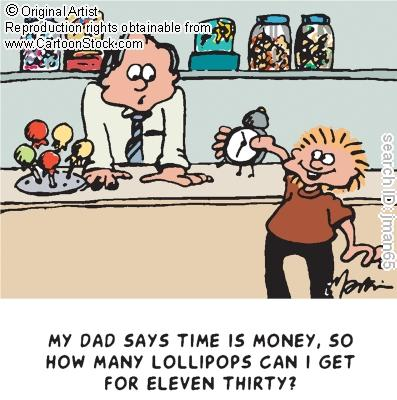 © Original Artist
Reproduction rights obtainable from
www.CartoonStock.com
search ID: jman65
MY DAD SAYS TIME IS MONEY, SO
HOW MANY LOLLIPOPS CAN I GET
FOR ELEVEN THIRTY?